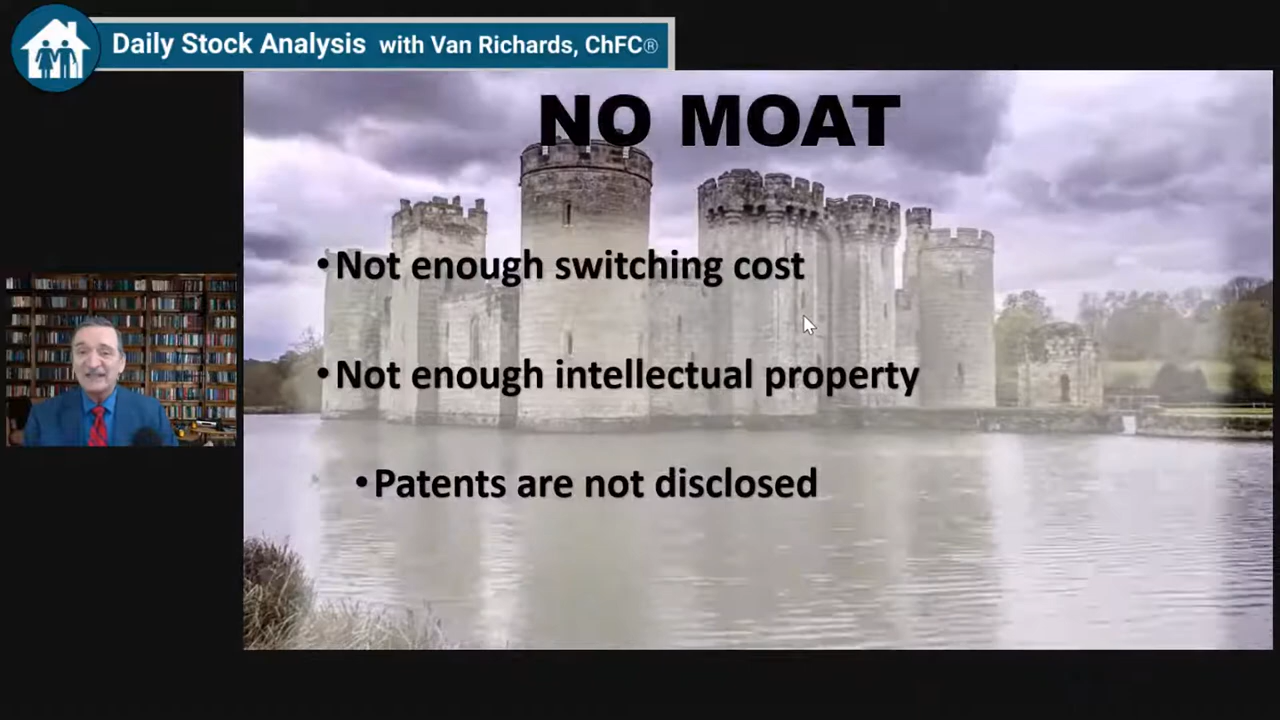 Daily Stock Analysis with Van Richards, ChFC®
NO MOAT
•Not enough switching cost
•Not enough intellectual property
•Patents are not disclosed